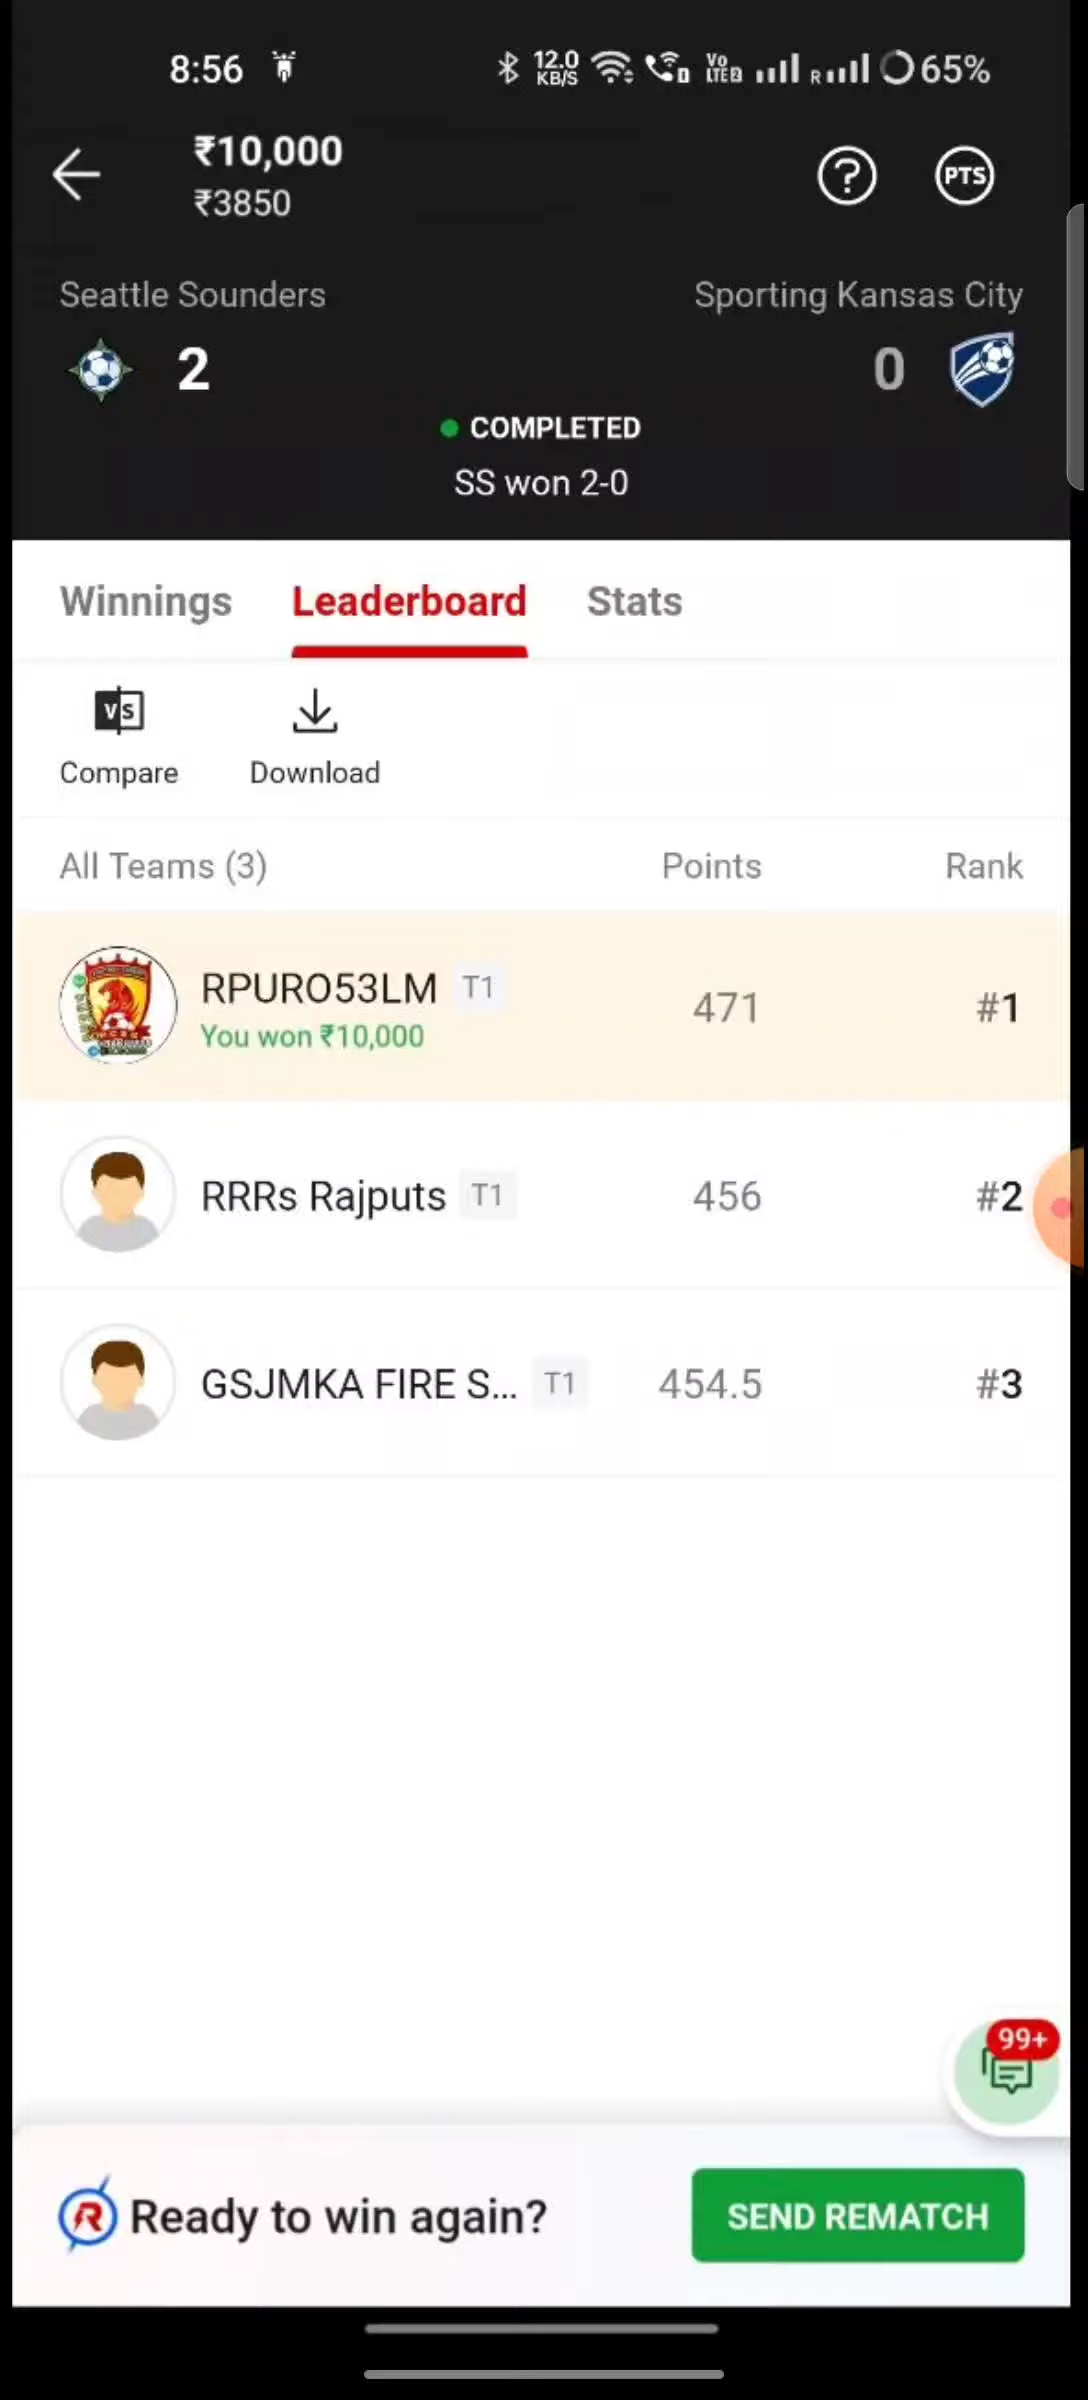 8:56 12.0 KB/S Vo LTE 2 R 65%
₹10,000
₹3850
? PTS
Seattle Sounders Sporting Kansas City
2 0
COMPLETED
SS won 2-0
Winnings Leaderboard Stats
VS
Compare Download
All Teams (3) Points Rank
RPURO53LM T1 471 #1
You won ₹10,000
RRRs Rajputs T1 456 #2
GSJMKA FIRE S... T1 454.5 #3
99+
R Ready to win again? SEND REMATCH